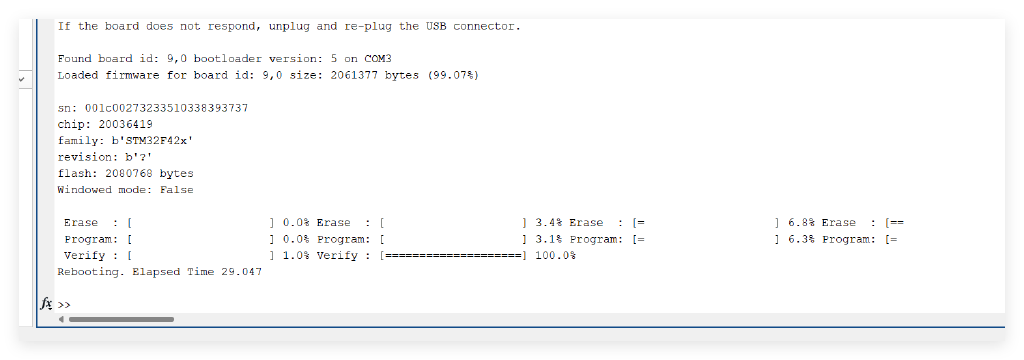 If the board does not respond, unplug and re-plug the USB connector.
Found board id: 9,0 bootloader version: 5 on COM3
Loaded firmware for board id: 9,0 size: 2061377 bytes (99.07%)
sn: 001c00273233510338393737
chip: 20036419
family: b'STM32F42x'
revision: b'?'
flash: 2080768 bytes
Windowed mode: False
Erase  : [                    ] 0.0% Erase  : [                    ] 3.4% Erase  : [=                   ] 6.8% Erase  : [==
Program: [                    ] 0.0% Program: [                    ] 3.1% Program: [=                   ] 6.3% Program: [=
Verify : [                    ] 1.0% Verify : [====================] 100.0%
Rebooting. Elapsed Time 29.047
fx >>